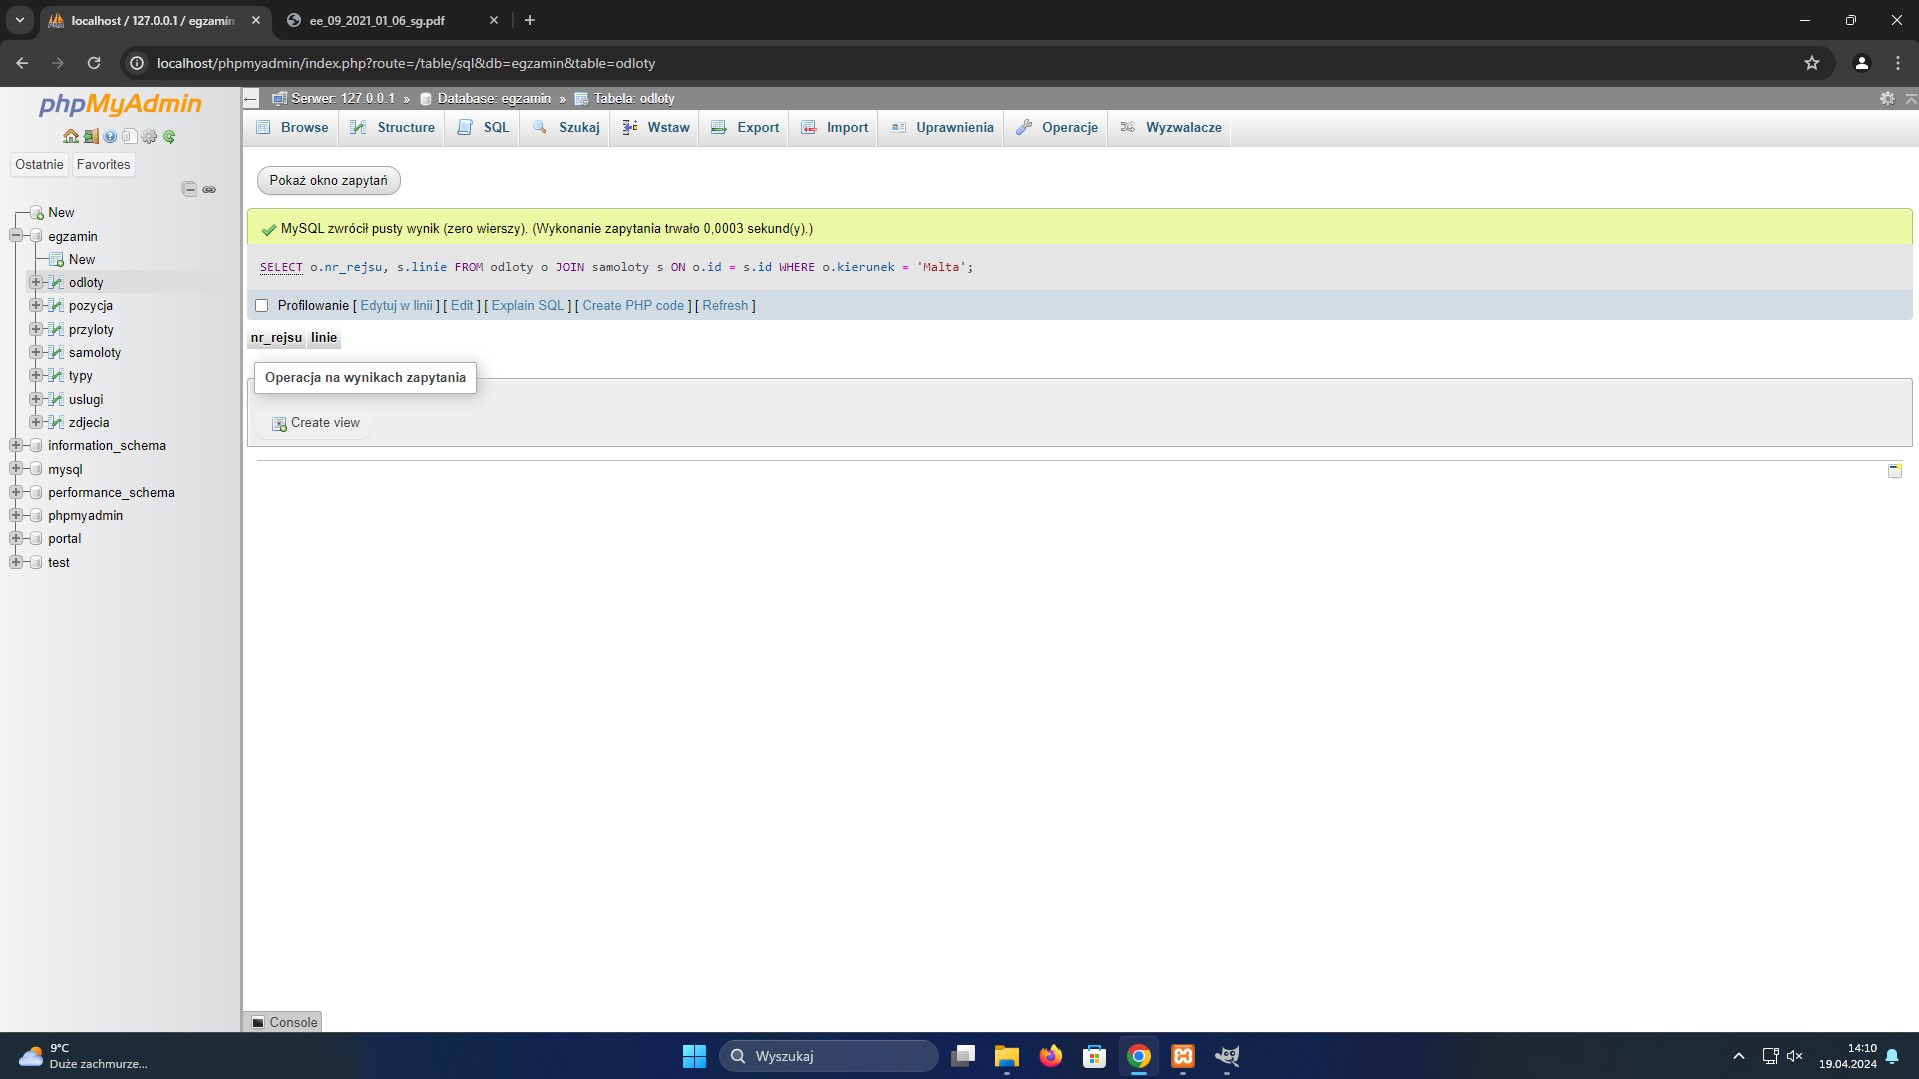 localhost / 127.0.0.1 / egzamin
ee_09_2021_01_06_sg.pdf
localhost/phpmyadmin/index.php?route=/table/sql&db=egzamin&table=odloty
phpMyAdmin
Ostatnie
Favorites
New
egzamin
New
odloty
pozycja
przyloty
samoloty
typy
uslugi
zdjecia
information_schema
mysql
performance_schema
phpmyadmin
portal
test
Serwer: 127.0.0.1 » Database: egzamin » Tabela: odloty
Browse Structure SQL Szukaj Wstaw Export Import Uprawnienia Operacje Wyzwalacze
Pokaż okno zapytań
MySQL zwrócił pusty wynik (zero wierszy). (Wykonanie zapytania trwało 0,0003 sekund(y).)
SELECT o.nr_rejsu, s.linie FROM odloty o JOIN samoloty s ON o.id = s.id WHERE o.kierunek = 'Malta';
Profilowanie [ Edytuj w linii ] [ Edit ] [ Explain SQL ] [ Create PHP code ] [ Refresh ]
nr_rejsu linie
Operacja na wynikach zapytania
Create view
Console
9°C
Duże zachmurze...
Wyszukaj
14:10
19.04.2024